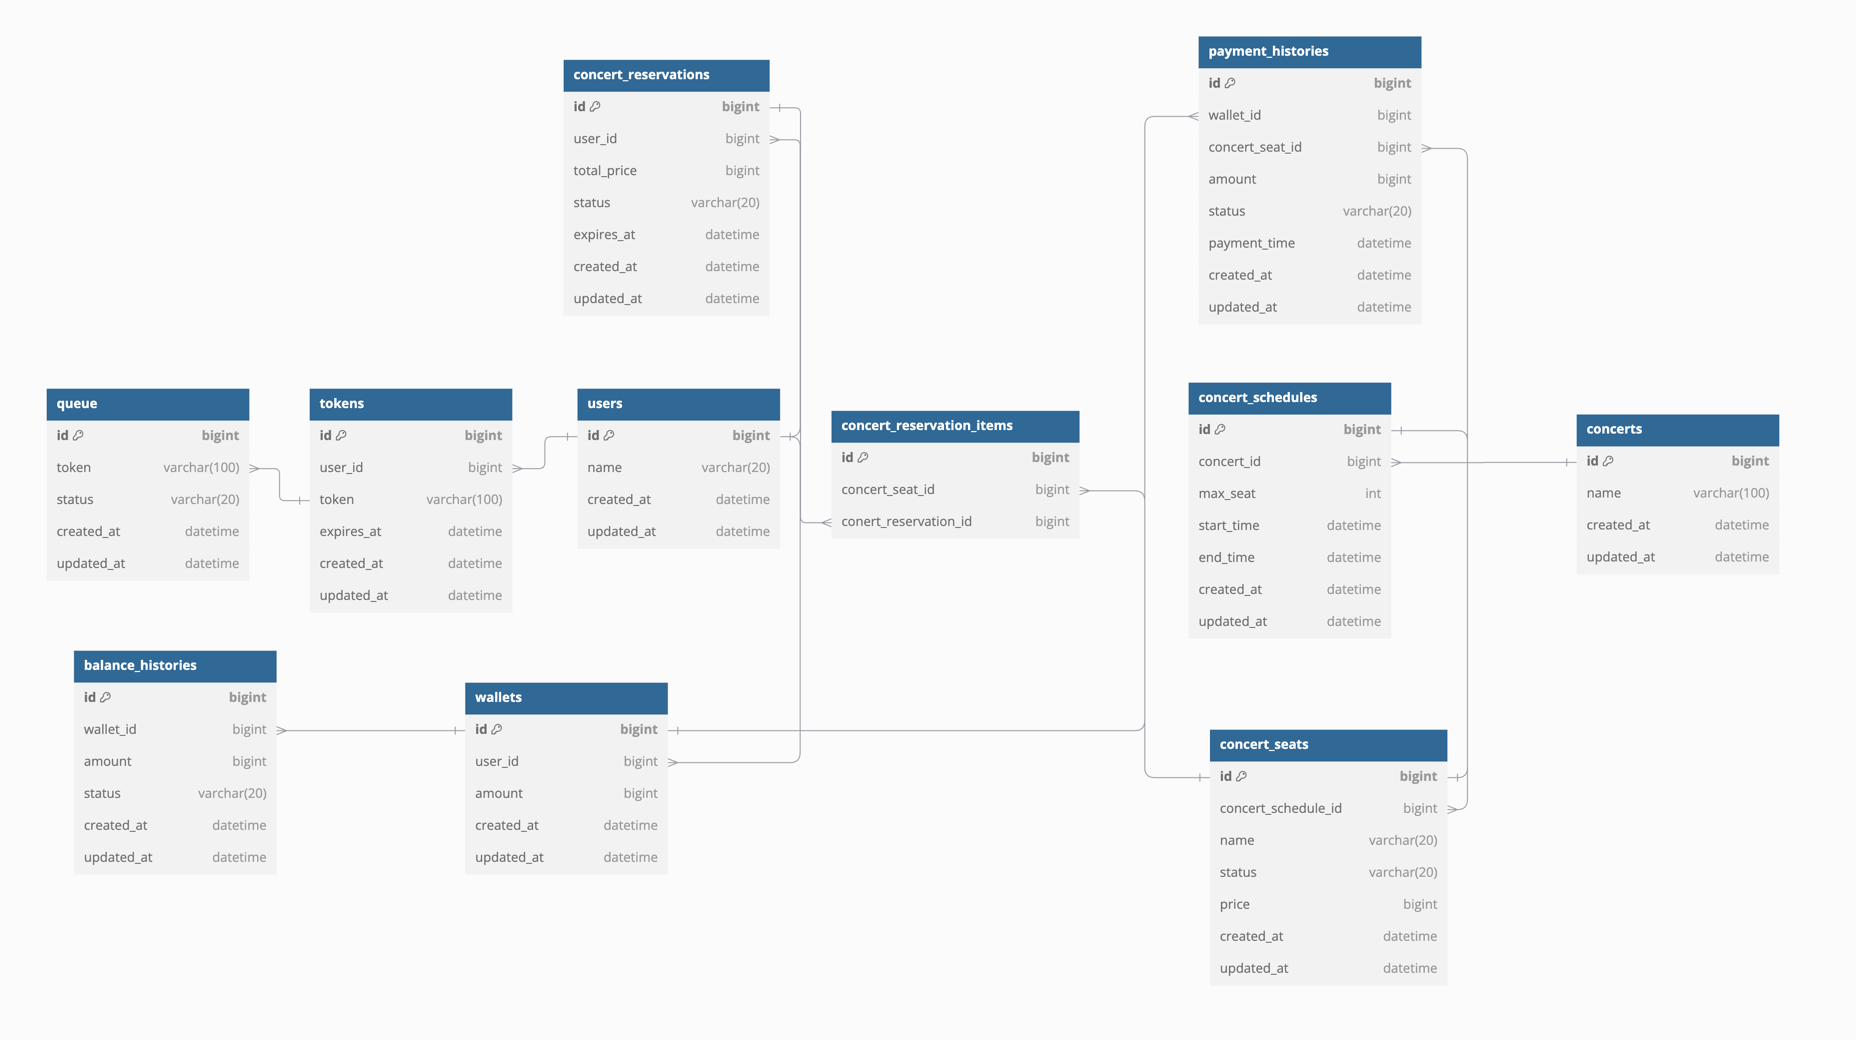 concert_reservations
id bigint
user_id bigint
total_price bigint
status varchar(20)
expires_at datetime
created_at datetime
updated_at datetime
payment_histories
id bigint
wallet_id bigint
concert_seat_id bigint
amount bigint
status varchar(20)
payment_time datetime
created_at datetime
updated_at datetime
queue
id bigint
token varchar(100)
status varchar(20)
created_at datetime
updated_at datetime
tokens
id bigint
user_id bigint
token varchar(100)
expires_at datetime
created_at datetime
updated_at datetime
users
id bigint
name varchar(20)
created_at datetime
updated_at datetime
concert_reservation_items
id bigint
concert_seat_id bigint
conert_reservation_id bigint
concert_schedules
id bigint
concert_id bigint
max_seat int
start_time datetime
end_time datetime
created_at datetime
updated_at datetime
concerts
id bigint
name varchar(100)
created_at datetime
updated_at datetime
balance_histories
id bigint
wallet_id bigint
amount bigint
status varchar(20)
created_at datetime
updated_at datetime
wallets
id bigint
user_id bigint
amount bigint
created_at datetime
updated_at datetime
concert_seats
id bigint
concert_schedule_id bigint
name varchar(20)
status varchar(20)
price bigint
created_at datetime
updated_at datetime